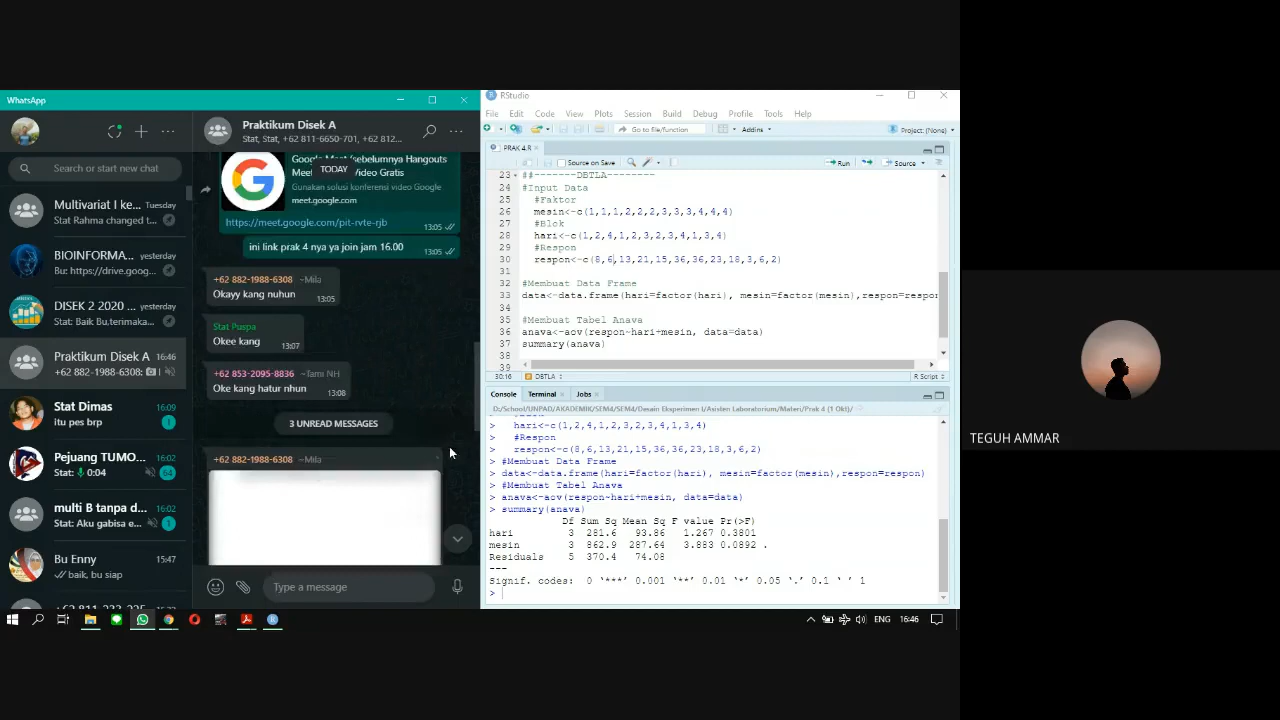 WhatsApp
Praktikum Disek A
Stat, Stat, +62 811-6650-701, +62 812...
Search or start new chat
Multivariat I ke... Tuesday
Stat Rahma changed t...
BIOINFORMA... yesterday
Bu: https://drive.goog...
DISEK 2 2020 ... yesterday
Stat: Baik Bu,terimaka...
Praktikum Disek A 16:46
+62 882-1988-6308:
Stat Dimas 16:09
itu pes brp 1
Pejuang TUMO... 16:02
Stat: 0:04 64
multi B tanpa d... 16:02
Stat: Aku gabisa e... 1
Bu Enny 15:47
baik, bu siap
Google Meet (sebelumnya Hangouts
TODAY
Gunakan solusi konferensi video Google
meet.google.com
https://meet.google.com/pit-rvte-rjb 13:05
ini link prak 4 nya ya join jam 16.00 13:05
+62 882-1988-6308 ~Mila
Okayy kang nuhun 13:05
Stat Puspa
Okee kang 13:07
+62 853-2095-8836 ~Tami NH
Oke kang hatur nhun 13:08
3 UNREAD MESSAGES
+62 882-1988-6308 ~Mila
Type a message
RStudio
File Edit Code View Plots Session Build Debug Profile Tools Help
Go to file/function Addins Project: (None)
PRAK 4.R
Source on Save Run Source
23 ##-------DBTLA--------
24 #Input Data
25 #Faktor
26 mesin<-c(1,1,1,2,2,2,3,3,3,4,4,4)
27 #Blok
28 hari<-c(1,2,4,1,2,3,2,3,4,1,3,4)
29 #Respon
30 respon<-c(8,6,13,21,15,36,36,23,18,3,6,2)
31
32 #Membuat Data Frame
33 data<-data.frame(hari=factor(hari), mesin=factor(mesin),respon=respon
34
35 #Membuat Tabel Anava
36 anava<-aov(respon~hari+mesin, data=data)
37 summary(anava)
38
39
30:16 DBTLA R Script
Console Terminal Jobs
D:/School/UNPAD/AKADEMIK/SEM4/SEM4/Desain Eksperimen I/Asisten Laboratorium/Materi/Prak 4 (1 Okt)/
> hari<-c(1,2,4,1,2,3,2,3,4,1,3,4)
> #Respon
> respon<-c(8,6,13,21,15,36,36,23,18,3,6,2)
> #Membuat Data Frame
> data<-data.frame(hari=factor(hari), mesin=factor(mesin),respon=respon)
> #Membuat Tabel Anava
> anava<-aov(respon~hari+mesin, data=data)
> summary(anava)
Df Sum Sq Mean Sq F value Pr(>F)
hari 3 281.6 93.86 1.267 0.3801
mesin 3 862.9 287.64 3.883 0.0892 .
Residuals 5 370.4 74.08
---
Signif. codes: 0 ‘***’ 0.001 ‘**’ 0.01 ‘*’ 0.05 ‘.’ 0.1 ‘ ’ 1
>
ENG 16:46
TEGUH AMMAR